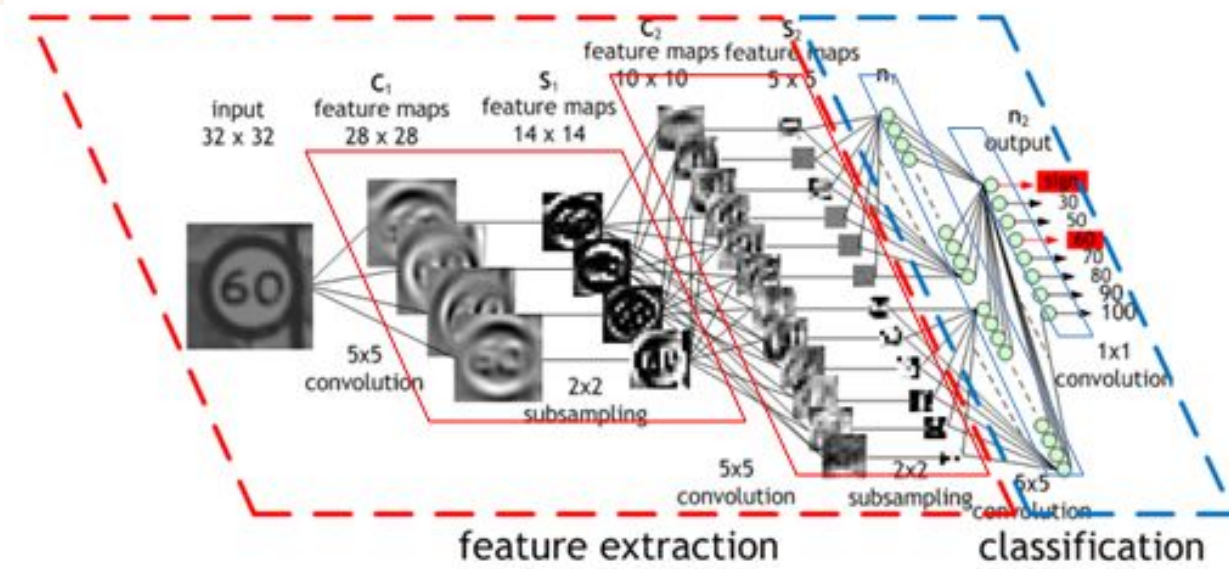 input
32 x 32
C₁
feature maps
28 x 28
S₁
feature maps
14 x 14
C₂
feature maps
10 x 10
S₂
feature maps
5 x 5
n₁
n₂
output
sign
30
50
60
70
80
90
100
60
5x5
convolution
2x2
subsampling
5x5
convolution
2x2
subsampling
convolution
1x1
convolution
feature extraction
classification